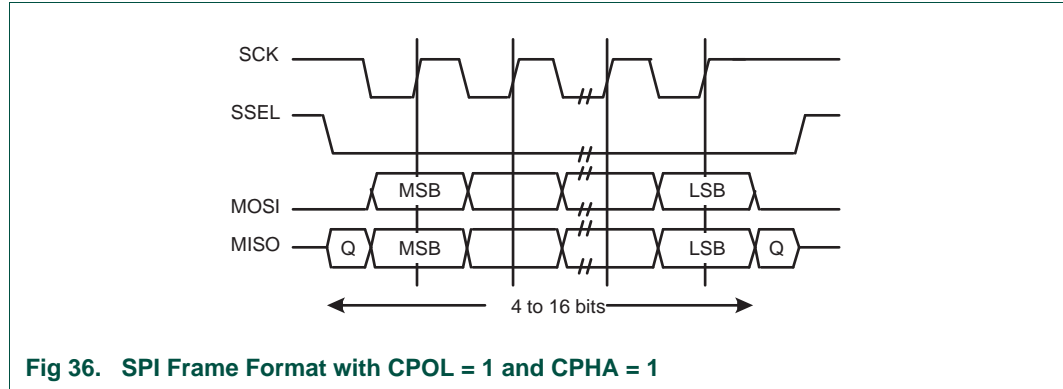 SCK
SSEL
MOSI
MSB
LSB
MISO
Q
MSB
LSB
Q
4 to 16 bits
Fig 36. SPI Frame Format with CPOL = 1 and CPHA = 1